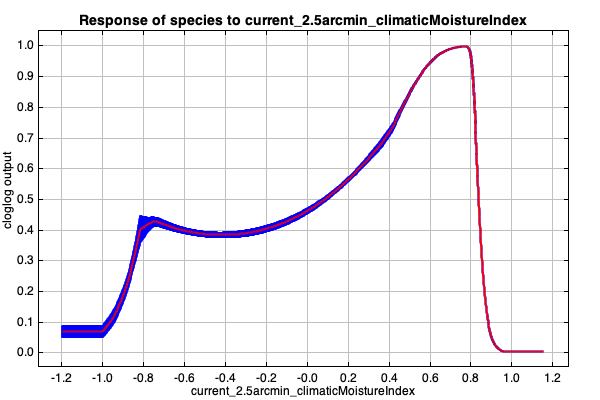 Response of species to current_2.5arcmin_climaticMoistureIndex
1.0
0.9
0.8
0.7
0.6
0.5
0.4
0.3
0.2
0.1
0.0
cloglog output
-1.2 -1.0 -0.8 -0.6 -0.4 -0.2 -0.0 0.2 0.4 0.6 0.8 1.0 1.2
current_2.5arcmin_climaticMoistureIndex